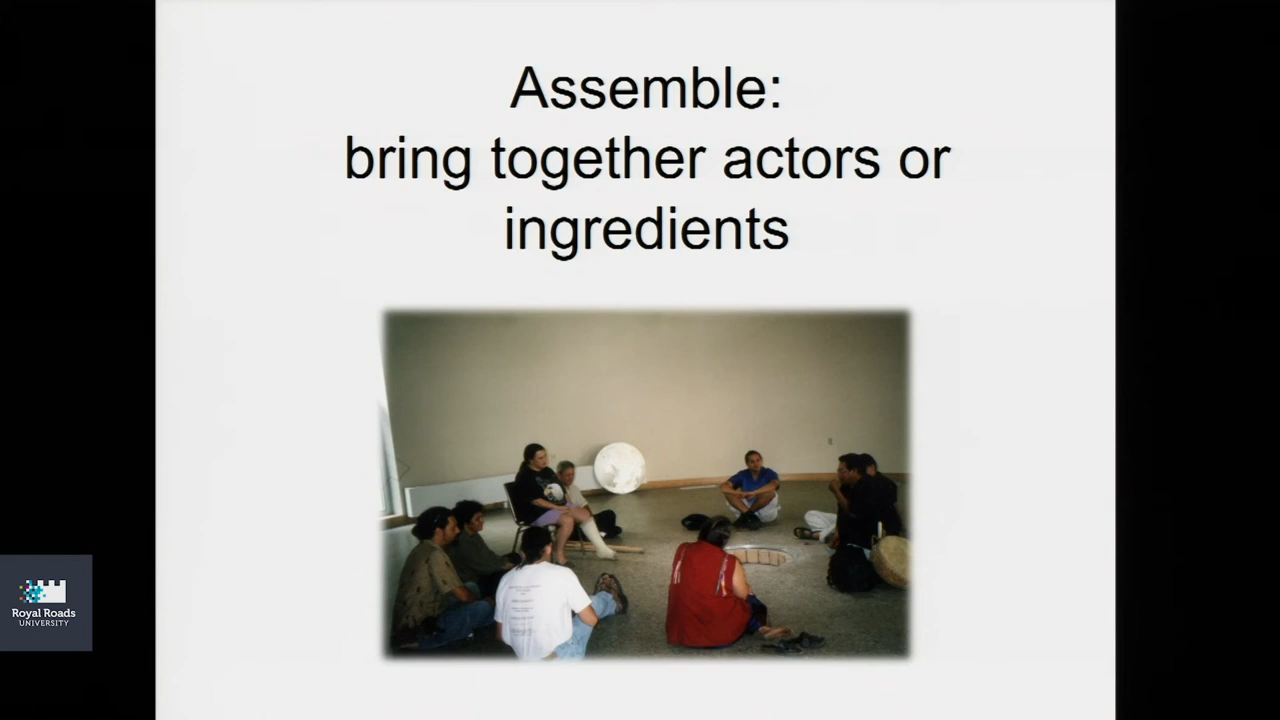 Assemble:
bring together actors or
ingredients
Royal Roads
UNIVERSITY